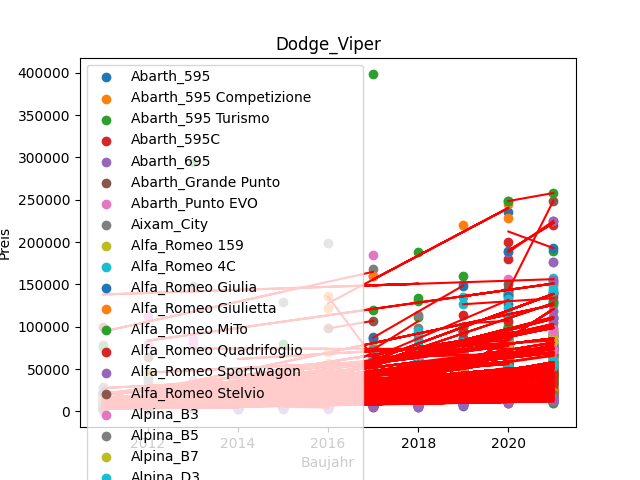 Dodge_Viper
400000
350000
300000
250000
200000
150000
100000
50000
0
Preis
2012
2014
2016
2018
2020
Baujahr
Abarth_595
Abarth_595 Competizione
Abarth_595 Turismo
Abarth_595C
Abarth_695
Abarth_Grande Punto
Abarth_Punto EVO
Aixam_City
Alfa_Romeo 159
Alfa_Romeo 4C
Alfa_Romeo Giulia
Alfa_Romeo Giulietta
Alfa_Romeo MiTo
Alfa_Romeo Quadrifoglio
Alfa_Romeo Sportwagon
Alfa_Romeo Stelvio
Alpina_B3
Alpina_B5
Alpina_B7
Alpina_D3